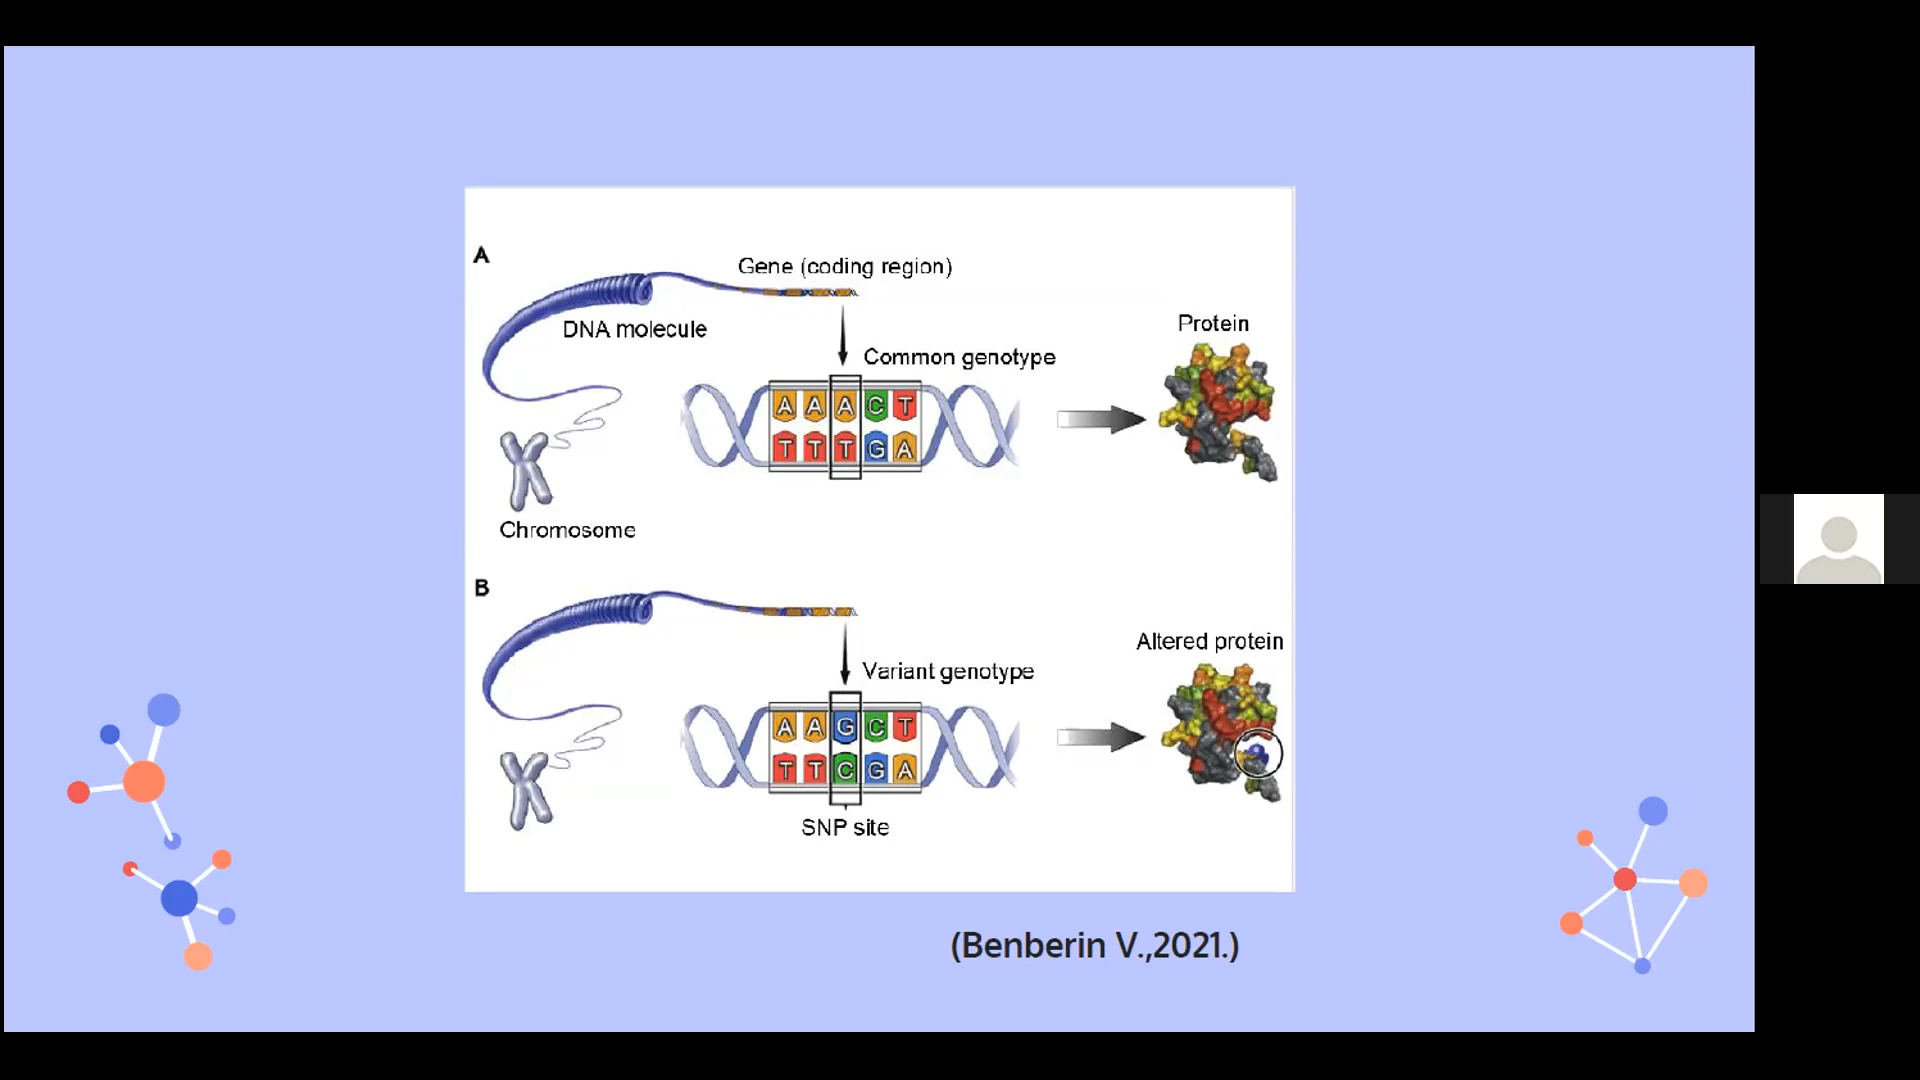 A
Gene (coding region)
DNA molecule
Protein
Common genotype
A A A C T
T T T G A
Chromosome
B
Altered protein
Variant genotype
A A G C T
T T C G A
SNP site
(Benberin V.,2021.)